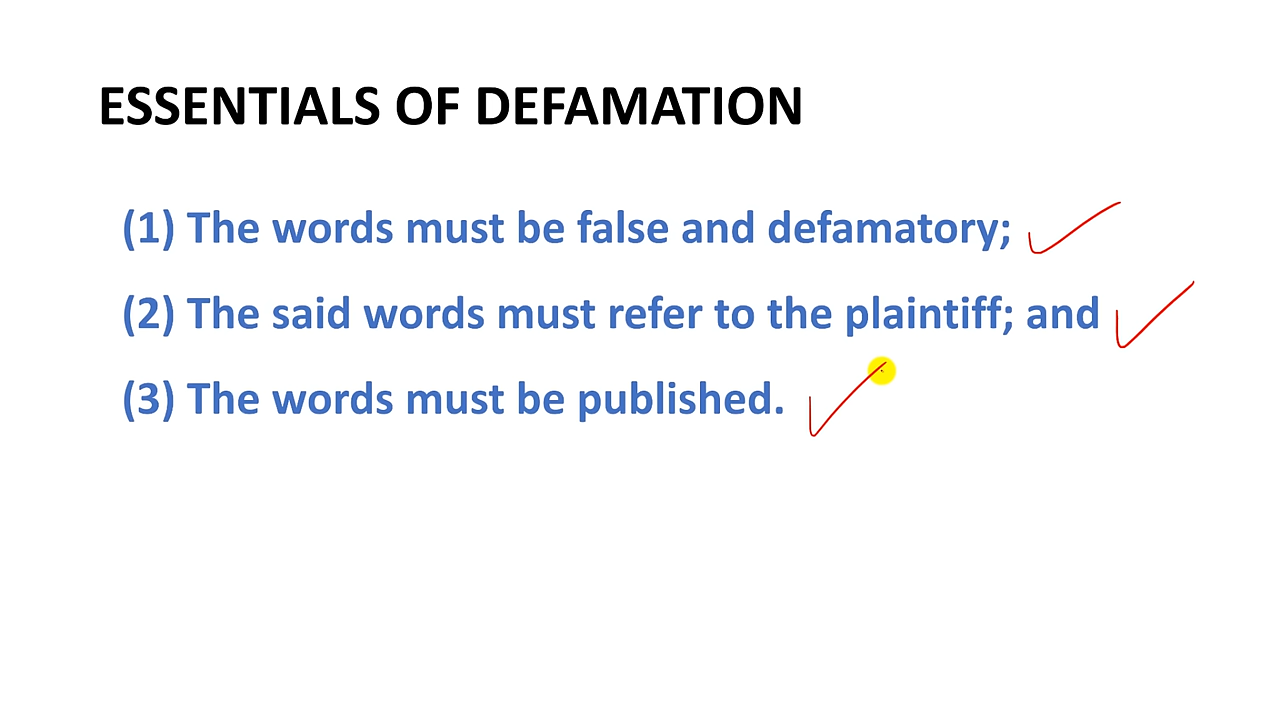 ESSENTIALS OF DEFAMATION
(1) The words must be false and defamatory;
(2) The said words must refer to the plaintiff; and
(3) The words must be published.